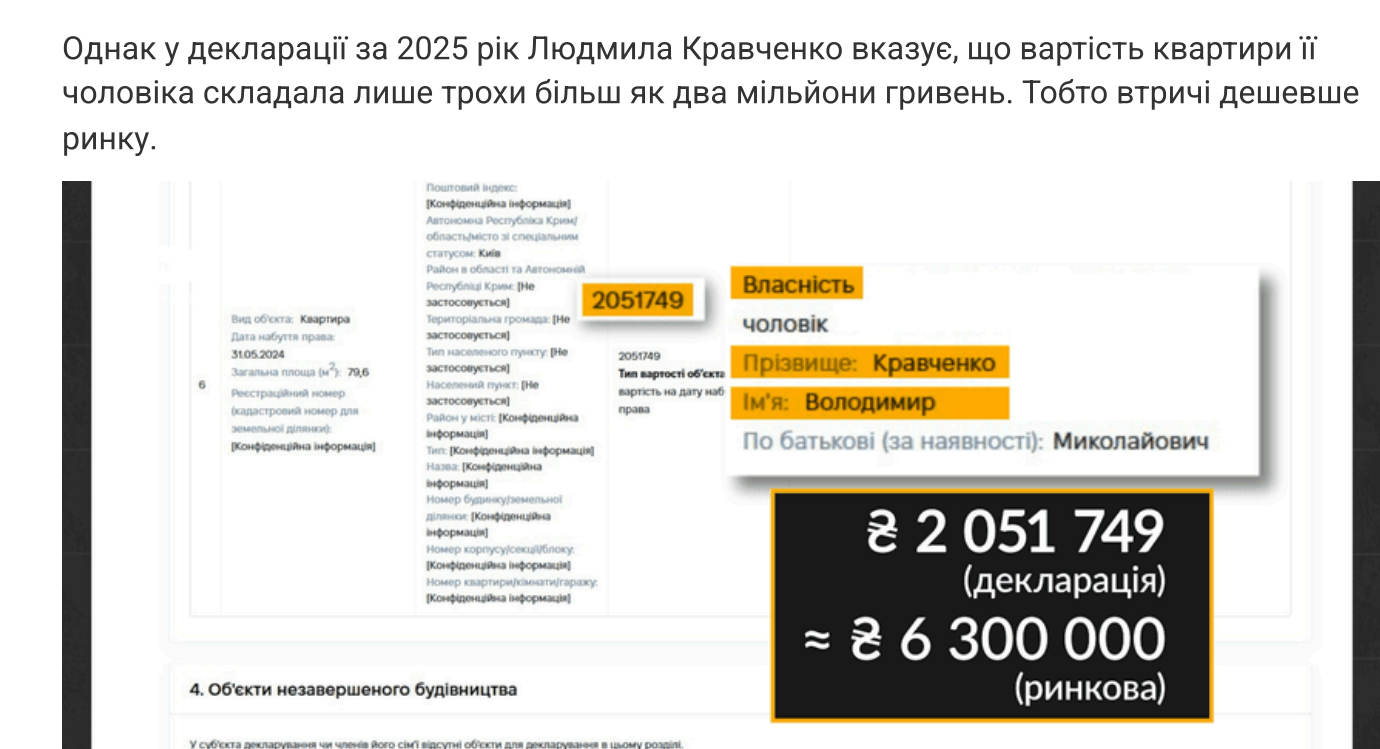 Однак у декларації за 2025 рік Людмила Кравченко вказує, що вартість квартири її
чоловіка складала лише трохи більш як два мільйони гривень. Тобто втричі дешевше
ринку.
6
Вид об'єкта: Квартира
Дата набуття права:
31.05.2024
Загальна площа (м2): 79,6
Реєстраційний номер
(кадастровий номер для
земельної ділянки):
[Конфіденційна інформація]
Поштовий індекс:
[Конфіденційна інформація]
Автономна Республіка Крим/
область/місто зі спеціальним
статусом: Київ
Район в області та Автономній
Республіці Крим: [Не
застосовується]
Територіальна громада: [Не
застосовується]
Тип населеного пункту: [Не
застосовується]
Населений пункт: [Не
застосовується]
Район у місті: [Конфіденційна
інформація]
Тип: [Конфіденційна інформація]
Назва: [Конфіденційна
інформація]
Номер будинку/земельної
ділянки: [Конфіденційна
інформація]
Номер корпусу/секції/блоку:
[Конфіденційна інформація]
Номер квартири/кімнати/гаражу:
[Конфіденційна інформація]
2051749
2051749
Тип вартості об'єкта
вартість на дату наб
права
Власність
чоловік
Прізвище: Кравченко
Ім'я: Володимир
По батькові (за наявності): Миколайович
₴ 2 051 749
(декларація)
≈ ₴ 6 300 000
(ринкова)
4. Об'єкти незавершеного будівництва
У суб'єкта декларування чи членів його сім'ї відсутні об'єкти для декларування в цьому розділі.